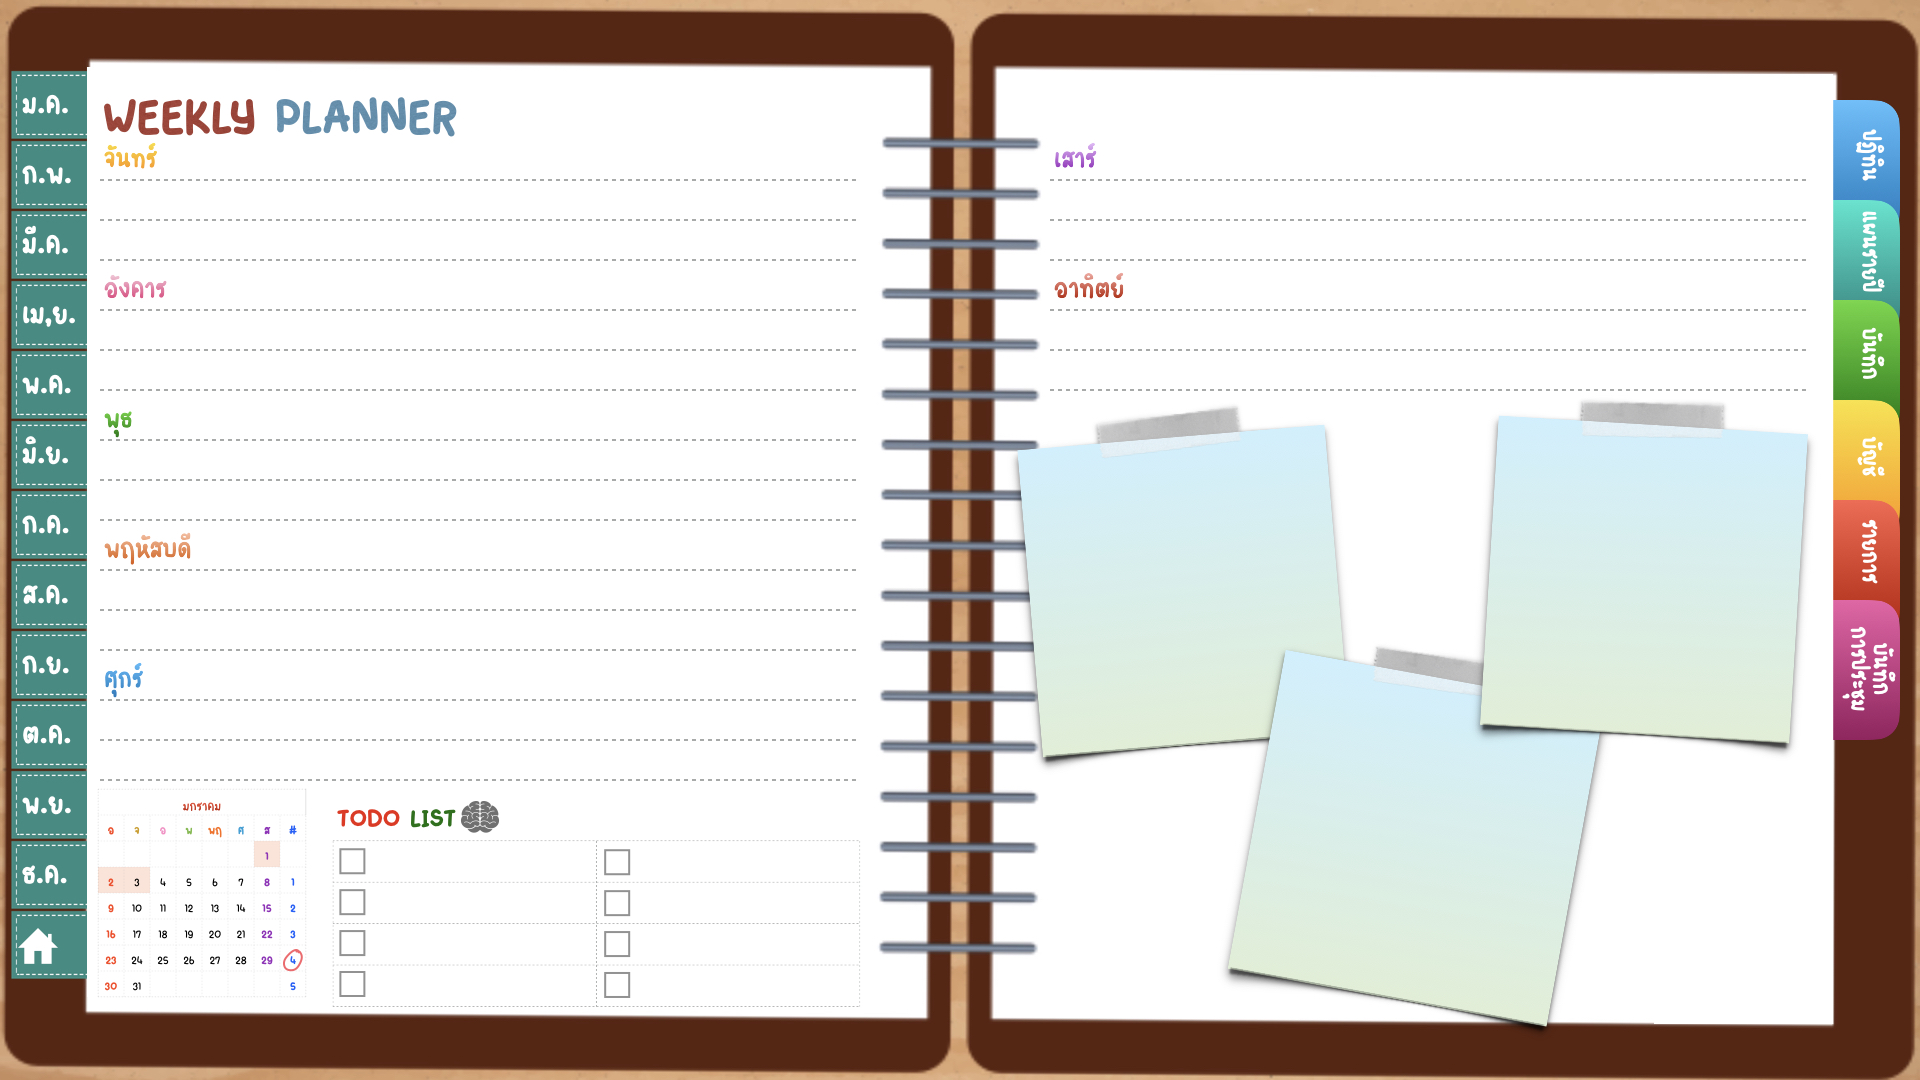 ม.ค.
ก.พ.
มี.ค.
เม,ย.
พ.ค.
มิ.ย.
ก.ค.
ส.ค.
ก.ย.
ต.ค.
พ.ย.
ธ.ค.
WEEKLY PLANNER
จันทร์
อังคาร
พุธ
พฤหัสบดี
ศุกร์
มกราคม
อ จ อ พ พฤ ศ ส #
1
2 3 4 5 6 7 8 1
9 10 11 12 13 14 15 2
16 17 18 19 20 21 22 3
23 24 25 26 27 28 29 4
30 31 5
TODO LIST
เสาร์
อาทิตย์
ปฏิทิน
แผนรายปี
บันทึก
บัญชี
รายการ
บันทึก
การประชุม